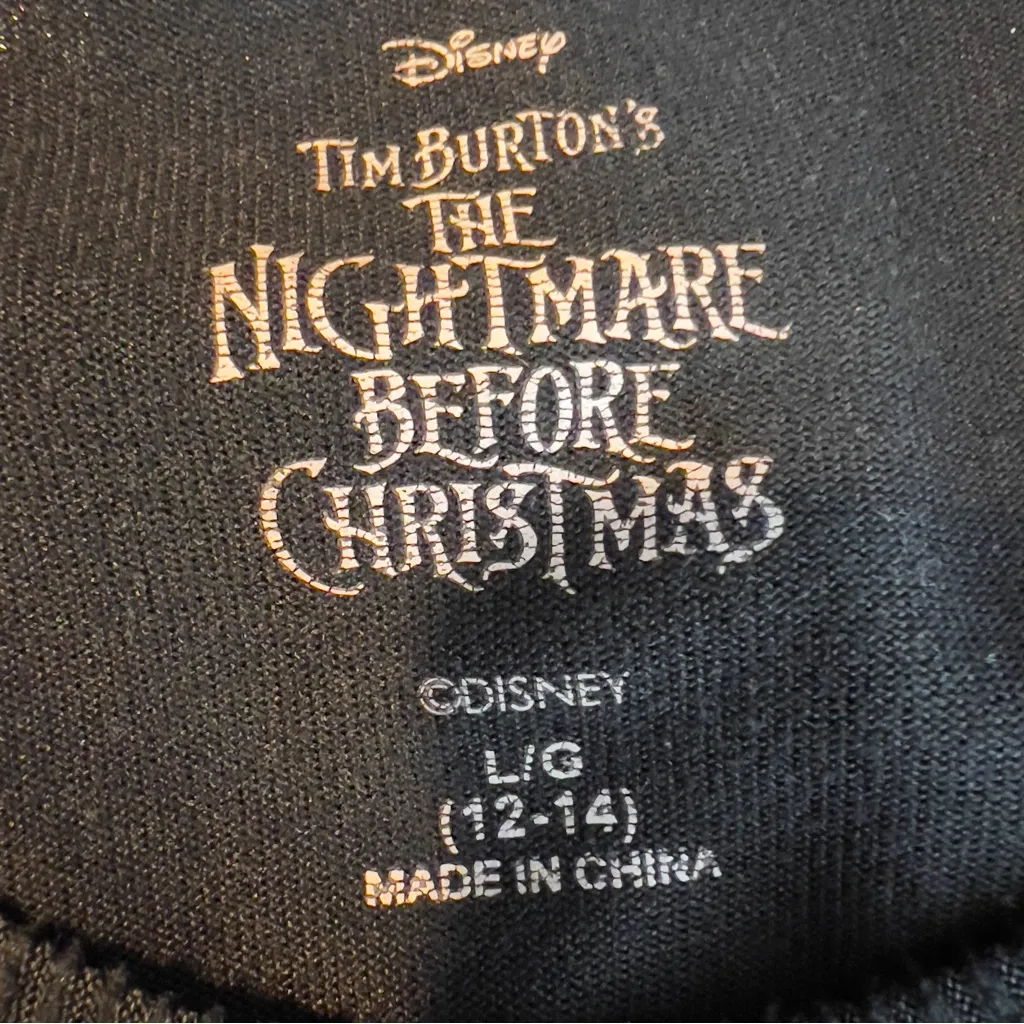 Disney
TIM BURTON'S
THE
NIGHTMARE
BEFORE
CHRISTMAS
©DISNEY
L/G
(12-14)
MADE IN CHINA